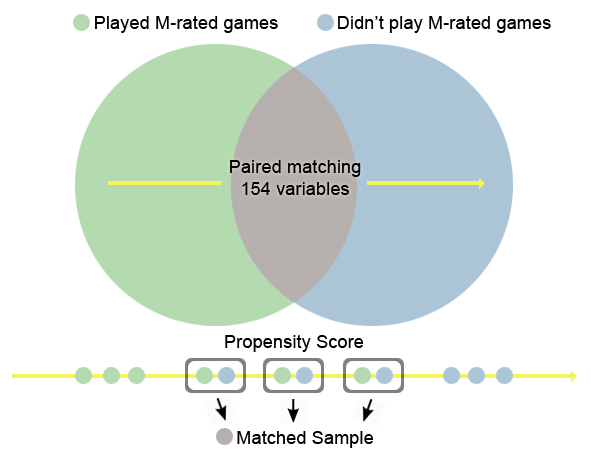 Played M-rated games
Didn't play M-rated games
Paired matching
154 variables
Propensity Score
Matched Sample